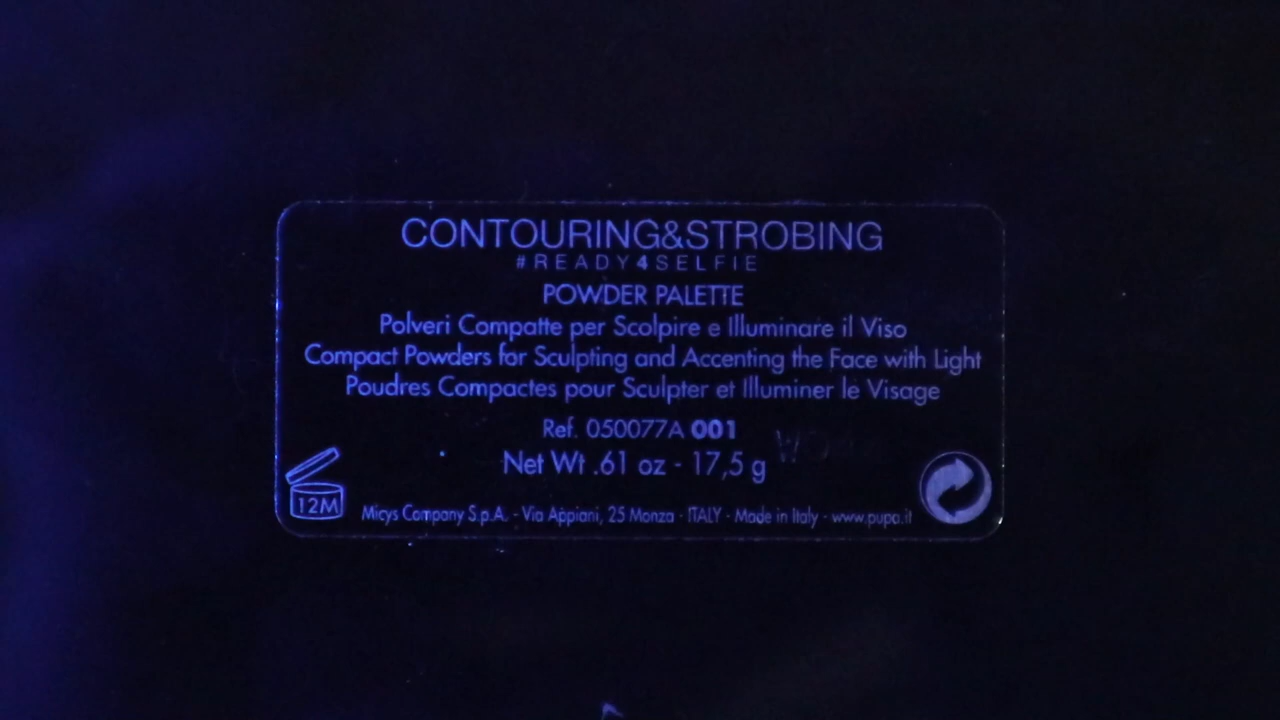 CONTOURING&STROBING
#READY4SELFIE
POWDER PALETTE
Polveri Compatte per Scolpire e Illuminare il Viso
Compact Powders for Sculpting and Accenting the Face with Light
Poudres Compactes pour Sculpter et Illuminer le Visage
Ref. 050077A 001
Net Wt .61 oz - 17,5 g
12M
Micys Company S.p.A. - Via Appiani, 25 Monza - ITALY - Made in Italy - www.pupa.it